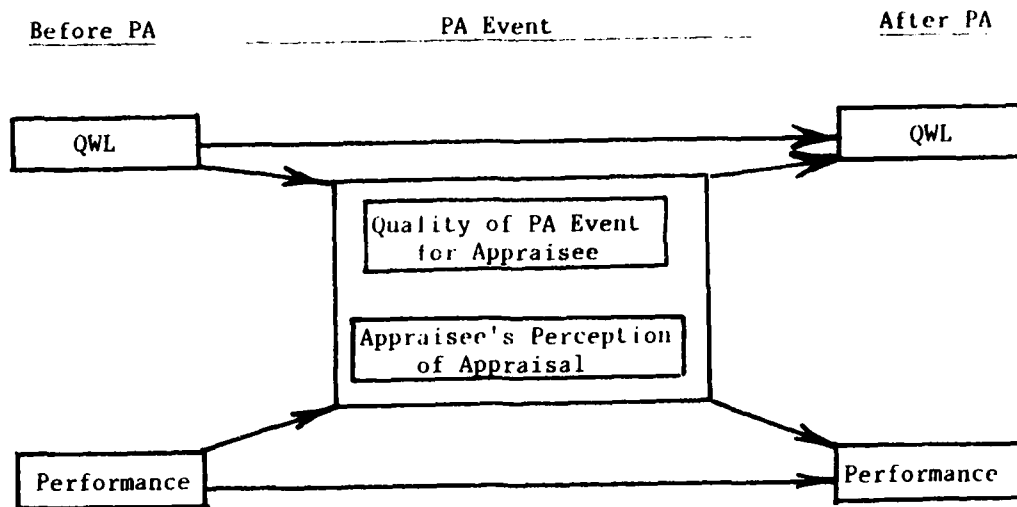 Before PA
PA Event
After PA
QWL
QWL
Quality of PA Event
for Appraisee
Appraisee's Perception
of Appraisal
Performance
Performance